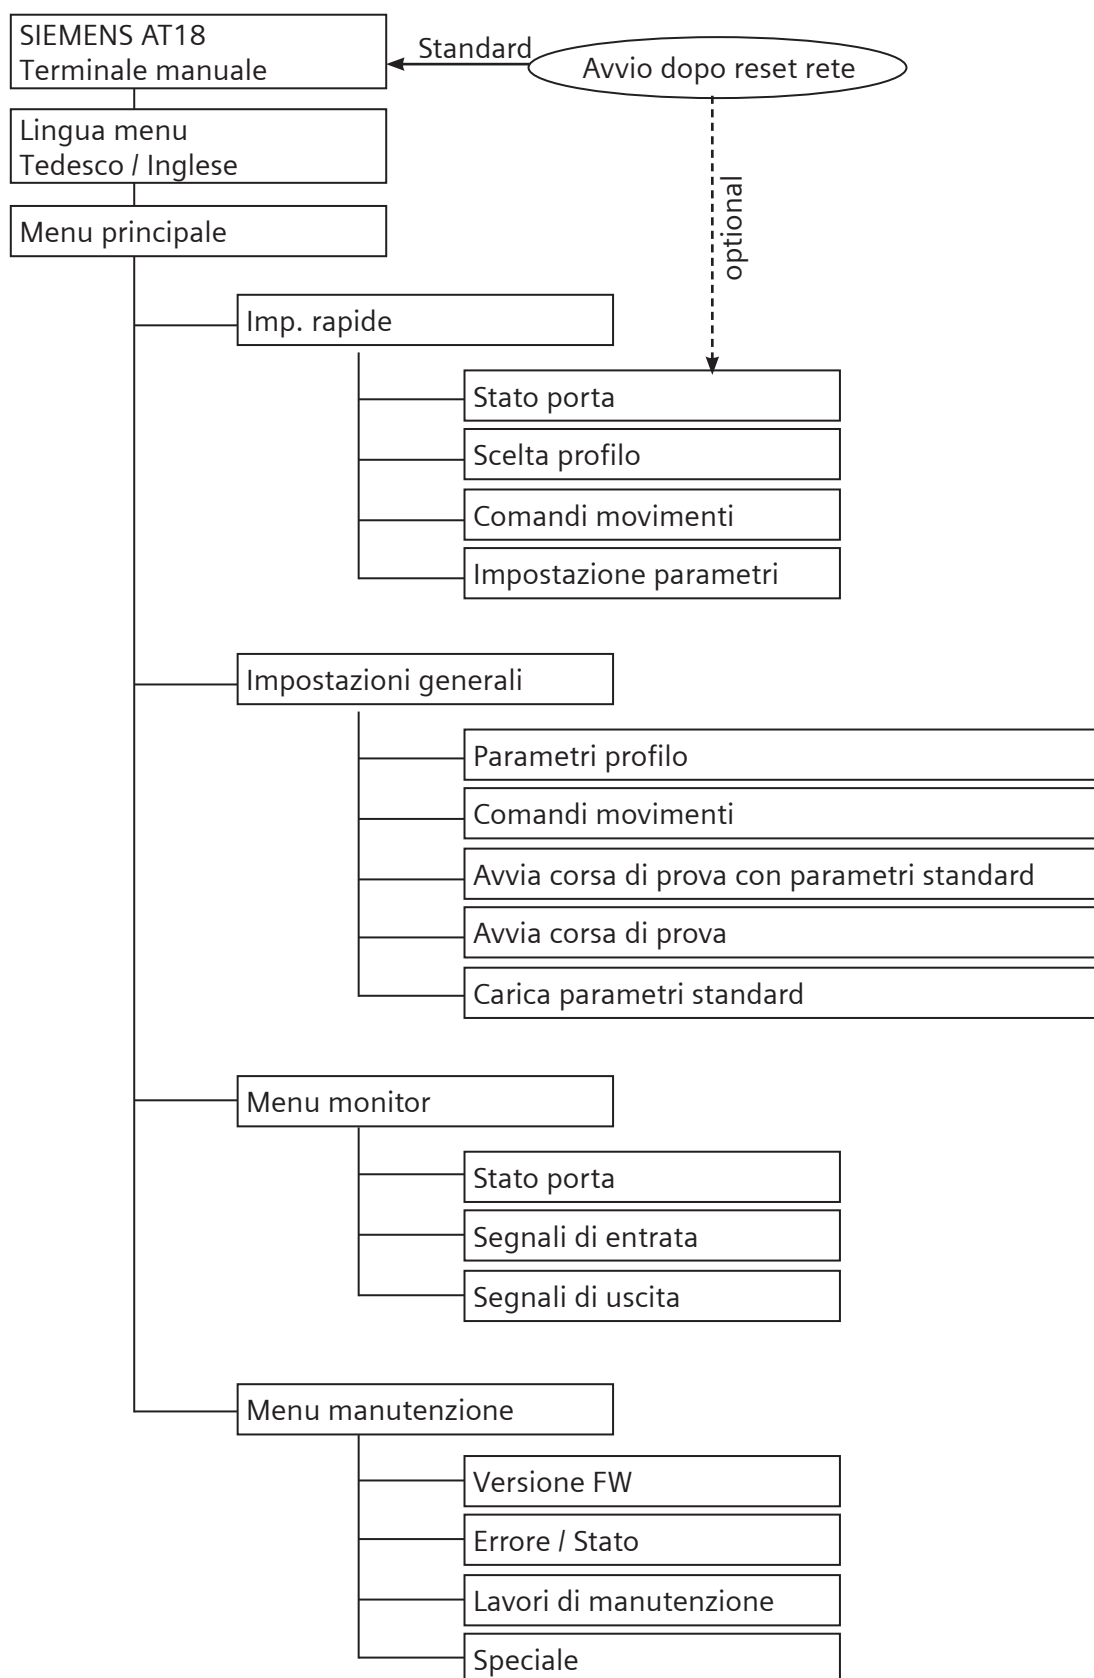 SIEMENS AT18
Terminale manuale
Standard
Avvio dopo reset rete
Lingua menu
Tedesco / Inglese
Menu principale
optional
Imp. rapide
Stato porta
Scelta profilo
Comandi movimenti
Impostazione parametri
Impostazioni generali
Parametri profilo
Comandi movimenti
Avvia corsa di prova con parametri standard
Avvia corsa di prova
Carica parametri standard
Menu monitor
Stato porta
Segnali di entrata
Segnali di uscita
Menu manutenzione
Versione FW
Errore / Stato
Lavori di manutenzione
Speciale